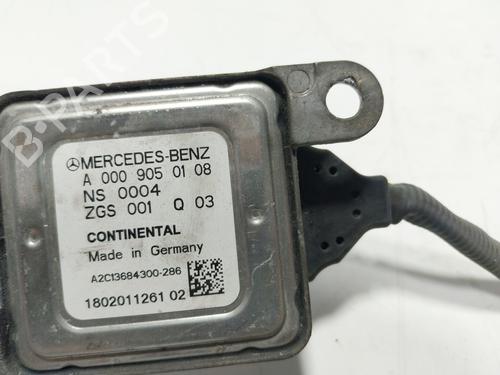 MERCEDES-BENZ
A 000 905 01 08
NS 0004
ZGS 001 Q 03
CONTINENTAL
Made in Germany
A2C13684300-286
1802011261 02
B-PARTS